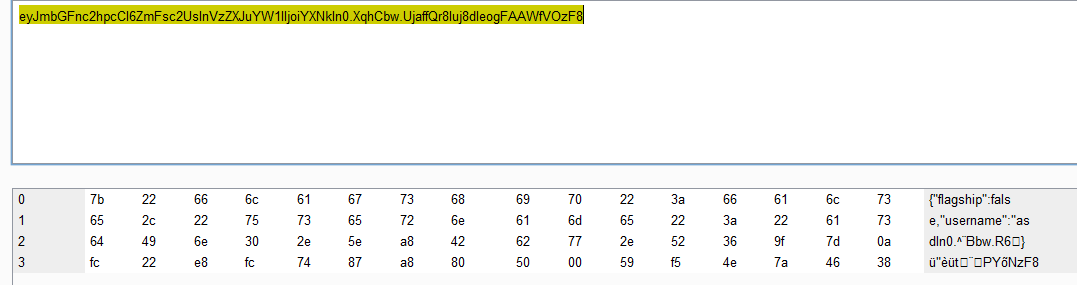 eyJmbGFnc2hpcCI6ZmFsc2UsInVzZXJuYW1lIjoiYXNkIn0.XqhCbw.UjaffQr8Iuj8dIeogFAAWfVOzF8
0 7b 22 66 6c 61 67 73 68 69 70 22 3a 66 61 6c 73 {"flagship":fals
1 65 2c 22 75 73 65 72 6e 61 6d 65 22 3a 22 61 73 e,"username":"as
2 64 49 6e 30 2e 5e a8 42 62 77 2e 52 36 9f 7d 0a dIn0.^¨Bbw.R6□}
3 fc 22 e8 fc 74 87 a8 80 50 00 59 f5 4e 7a 46 38 ü"èüt□¨□PYõNzF8